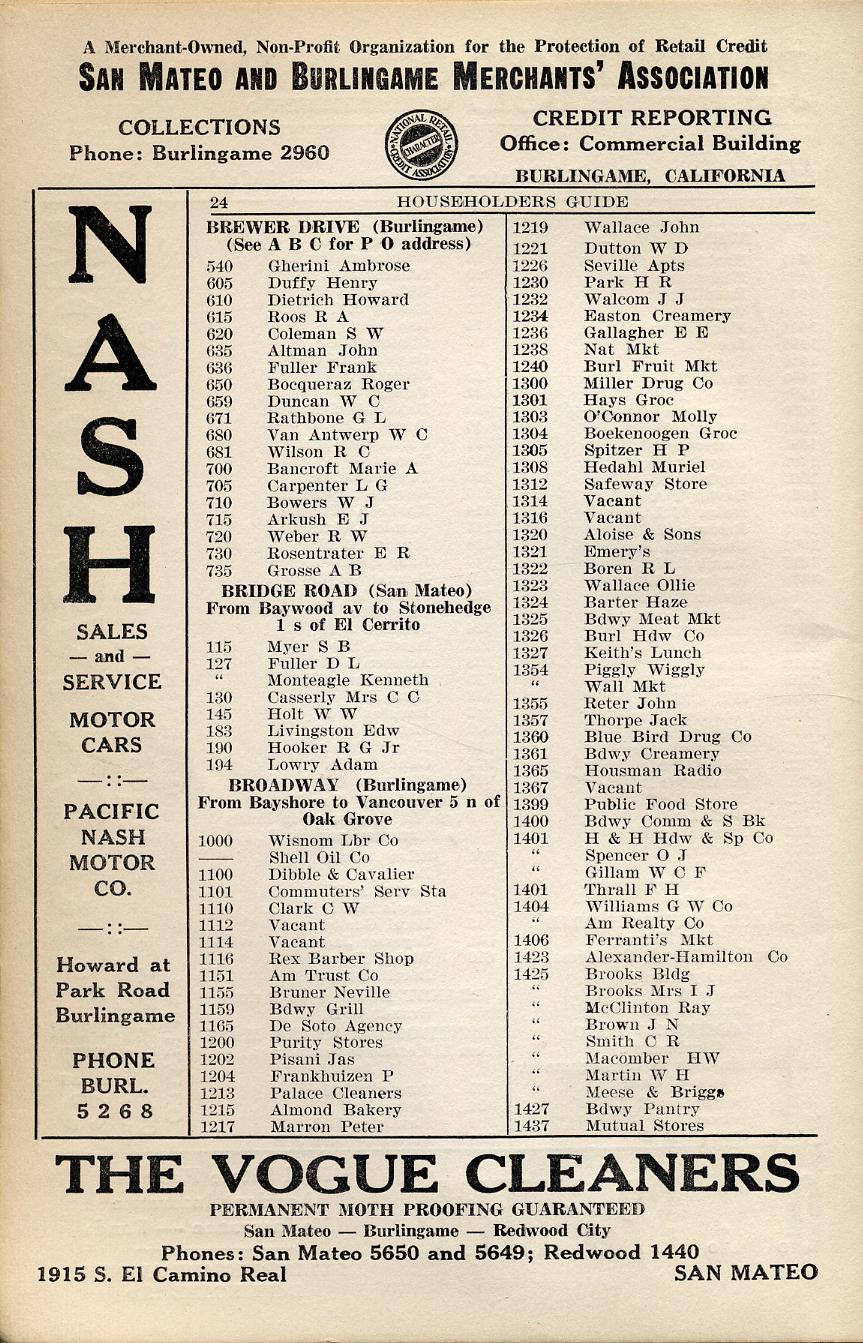 A Merchant-Owned, Non-Profit Organization for the Protection of Retail Credit
SAN MATEO AND BURLINGAME MERCHANTS' ASSOCIATION
COLLECTIONS
Phone: Burlingame 2960
NATIONAL RETAIL
CHARACTER
CREDIT ASSOCIATION
CREDIT REPORTING
Office: Commercial Building
BURLINGAME, CALIFORNIA
NASH
SALES
— and —
SERVICE
MOTOR
CARS
—::—
PACIFIC
NASH
MOTOR
CO.
—::—
Howard at
Park Road
Burlingame
PHONE
BURL.
5 2 6 8
24 HOUSEHOLDERS GUIDE
BREWER DRIVE (Burlingame)
(See A B C for P O address)
540 Gherini Ambrose
605 Duffy Henry
610 Dietrich Howard
615 Roos R A
620 Coleman S W
635 Altman John
636 Fuller Frank
650 Bocqueraz Roger
659 Duncan W C
671 Rathbone G L
680 Van Antwerp W C
681 Wilson R C
700 Bancroft Marie A
705 Carpenter L G
710 Bowers W J
715 Arkush E J
720 Weber R W
730 Rosentrater E R
735 Grosse A B
BRIDGE ROAD (San Mateo)
From Baywood av to Stonehedge
1 s of El Cerrito
115 Myer S B
127 Fuller D L
“ Monteagle Kenneth
130 Casserly Mrs C C
145 Holt W W
183 Livingston Edw
190 Hooker R G Jr
194 Lowry Adam
BROADWAY (Burlingame)
From Bayshore to Vancouver 5 n of
Oak Grove
1000 Wisnom Lbr Co
—— Shell Oil Co
1100 Dibble & Cavalier
1101 Commuters' Serv Sta
1110 Clark C W
1112 Vacant
1114 Vacant
1116 Rex Barber Shop
1151 Am Trust Co
1155 Bruner Neville
1159 Bdwy Grill
1165 De Soto Agency
1200 Purity Stores
1202 Pisani Jas
1204 Frankhuizen P
1213 Palace Cleaners
1215 Almond Bakery
1217 Marron Peter
1219 Wallace John
1221 Dutton W D
1226 Seville Apts
1230 Park H R
1232 Walcom J J
1234 Easton Creamery
1236 Gallagher E E
1238 Nat Mkt
1240 Burl Fruit Mkt
1300 Miller Drug Co
1301 Hays Groc
1303 O'Connor Molly
1304 Boekenoogen Groc
1305 Spitzer H P
1308 Hedahl Muriel
1312 Safeway Store
1314 Vacant
1316 Vacant
1320 Aloise & Sons
1321 Emery's
1322 Boren R L
1323 Wallace Ollie
1324 Barter Haze
1325 Bdwy Meat Mkt
1326 Burl Hdw Co
1327 Keith's Lunch
1354 Piggly Wiggly
“ Wall Mkt
1355 Reter John
1357 Thorpe Jack
1360 Blue Bird Drug Co
1361 Bdwy Creamery
1365 Housman Radio
1367 Vacant
1399 Public Food Store
1400 Bdwy Comm & S Bk
1401 H & H Hdw & Sp Co
“ Spencer O J
“ Gillam W C F
1401 Thrall F H
1404 Williams G W Co
“ Am Realty Co
1406 Ferranti's Mkt
1423 Alexander-Hamilton Co
1425 Brooks Bldg
“ Brooks Mrs I J
“ McClinton Ray
“ Brown J N
“ Smith C R
“ Macomber HW
“ Martin W H
“ Meese & Briggs
1427 Bdwy Pantry
1437 Mutual Stores
THE VOGUE CLEANERS
PERMANENT MOTH PROOFING GUARANTEED
San Mateo — Burlingame — Redwood City
Phones: San Mateo 5650 and 5649; Redwood 1440
1915 S. El Camino Real SAN MATEO